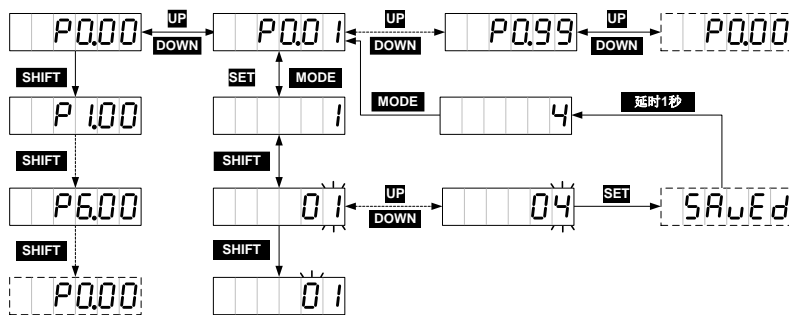 UP UP UP
P0.00 P0.01 P0.99 P0.00
DOWN DOWN DOWN
SHIFT SET MODE MODE 延时1秒
P1.00 1 4
SHIFT SHIFT
UP SET
P6.00 01 04 SAvEd
DOWN
SHIFT SHIFT
P0.00 01